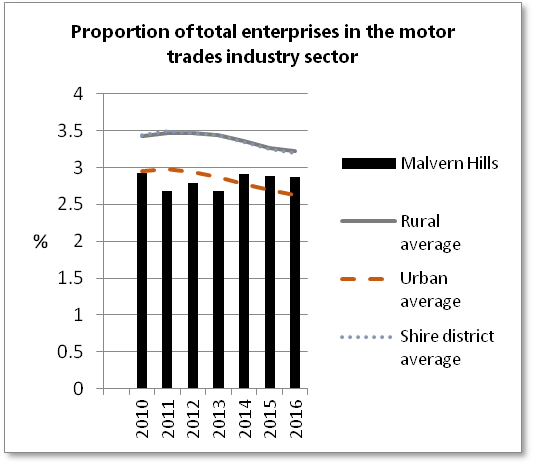 Proportion of total enterprises in the motor
trades industry sector
4
3.5
3
2.5
2
1.5
1
0.5
0
%
2010
2011
2012
2013
2014
2015
2016
Malvern Hills
Rural
average
Urban
average
Shire district
average